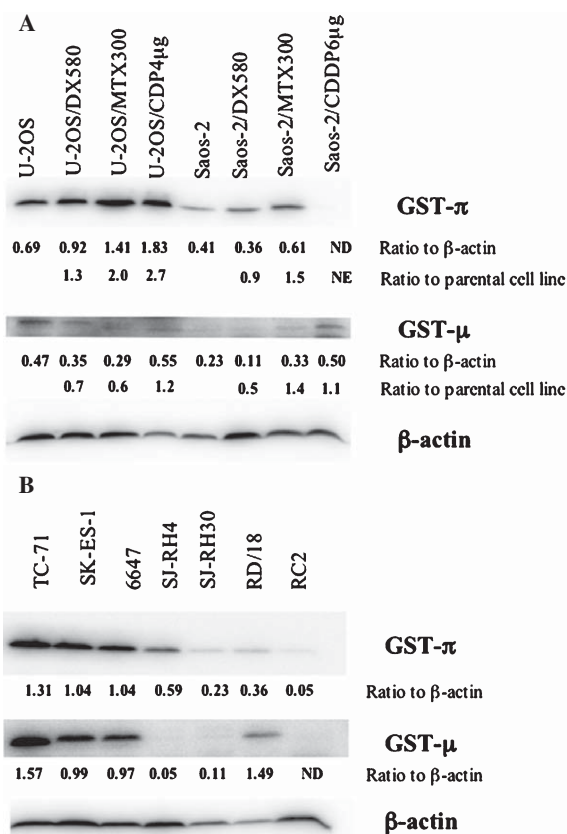 A
U-2OS
U-2OS/DX580
U-2OS/MTX300
U-2OS/CDP4µg
Saos-2
Saos-2/DX580
Saos-2/MTX300
Saos-2/CDDP6µg
GST-π
0.69 0.92 1.41 1.83 0.41 0.36 0.61 ND Ratio to β-actin
1.3 2.0 2.7 0.9 1.5 NE Ratio to parental cell line
GST-µ
0.47 0.35 0.29 0.55 0.23 0.11 0.33 0.50 Ratio to β-actin
0.7 0.6 1.2 0.5 1.4 1.1 Ratio to parental cell line
β-actin
B
TC-71
SK-ES-1
6647
SJ-RH4
SJ-RH30
RD/18
RC2
GST-π
1.31 1.04 1.04 0.59 0.23 0.36 0.05 Ratio to β-actin
GST-µ
1.57 0.99 0.97 0.05 0.11 1.49 ND Ratio to β-actin
β-actin